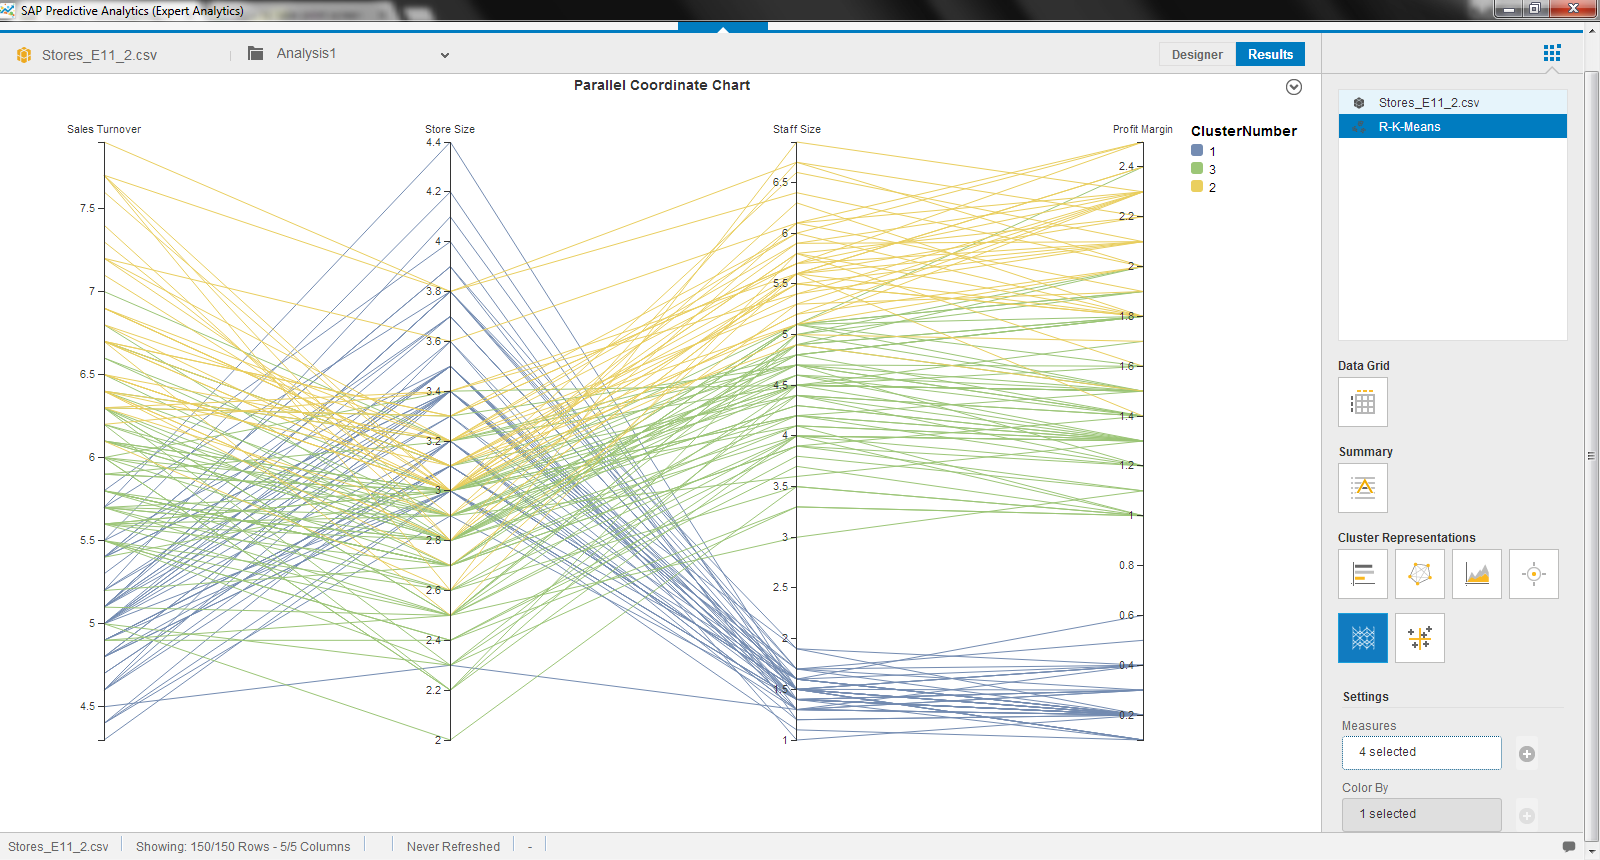 SAP Predictive Analytics (Expert Analytics)
Stores_E11_2.csv
Analysis1
Designer
Results
Parallel Coordinate Chart
Sales Turnover
Store Size
Staff Size
Profit Margin
7.5
7
6.5
6
5.5
5
4.5
4.4
4.2
4
3.8
3.6
3.4
3.2
3
2.8
2.6
2.4
2.2
2
6.5
6
5.5
5
4.5
4
3.5
3
2.5
2
1.5
1
2.4
2.2
2
1.8
1.6
1.4
1.2
1
0.8
0.6
0.4
0.2
ClusterNumber
1
3
2
Stores_E11_2.csv
R-K-Means
Data Grid
Summary
Cluster Representations
Settings
Measures
4 selected
Color By
1 selected
Stores_E11_2.csv
Showing: 150/150 Rows - 5/5 Columns
Never Refreshed
-